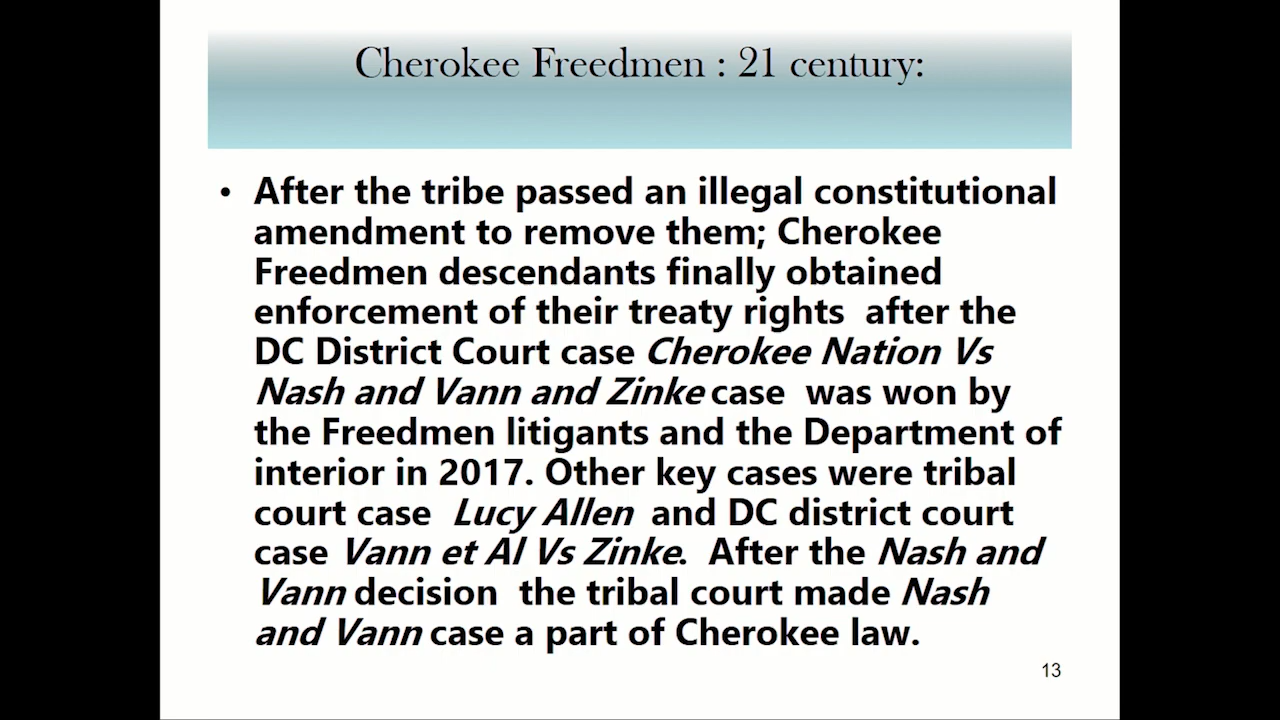 Cherokee Freedmen : 21 century:
• After the tribe passed an illegal constitutional
amendment to remove them; Cherokee
Freedmen descendants finally obtained
enforcement of their treaty rights after the
DC District Court case Cherokee Nation Vs
Nash and Vann and Zinke case was won by
the Freedmen litigants and the Department of
interior in 2017. Other key cases were tribal
court case Lucy Allen and DC district court
case Vann et Al Vs Zinke. After the Nash and
Vann decision the tribal court made Nash
and Vann case a part of Cherokee law.
13